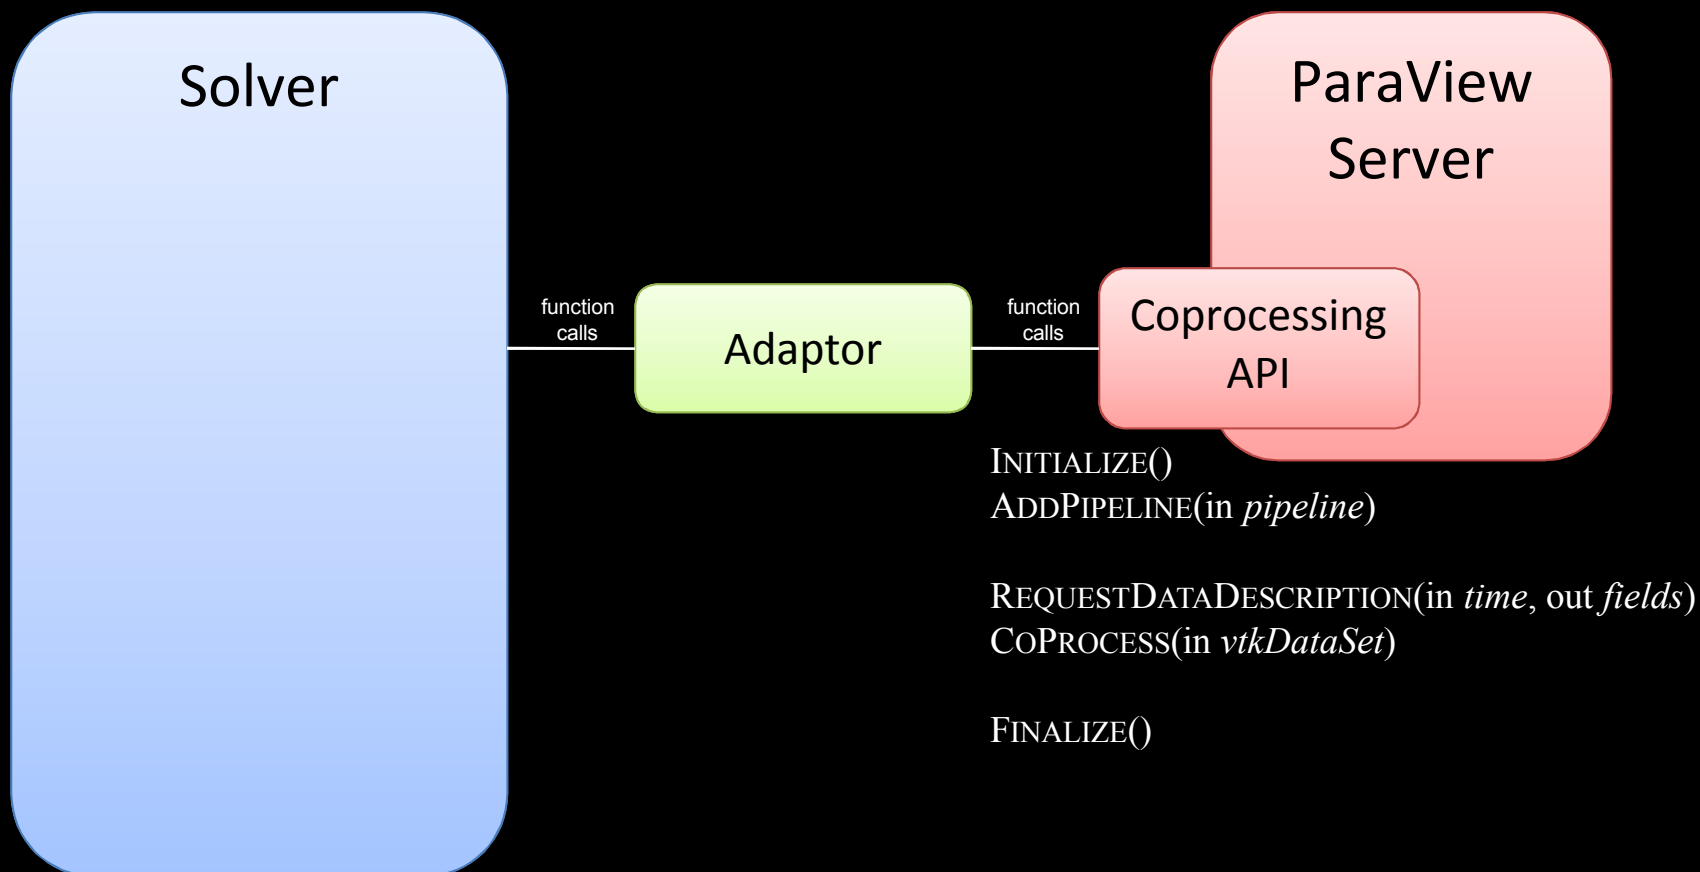 Solver
ParaView
Server
function
calls
Adaptor
function
calls
Coprocessing
API
INITIALIZE()
ADDPIPELINE(in pipeline)
REQUESTDATADESCRIPTION(in time, out fields)
COPROCESS(in vtkDataSet)
FINALIZE()